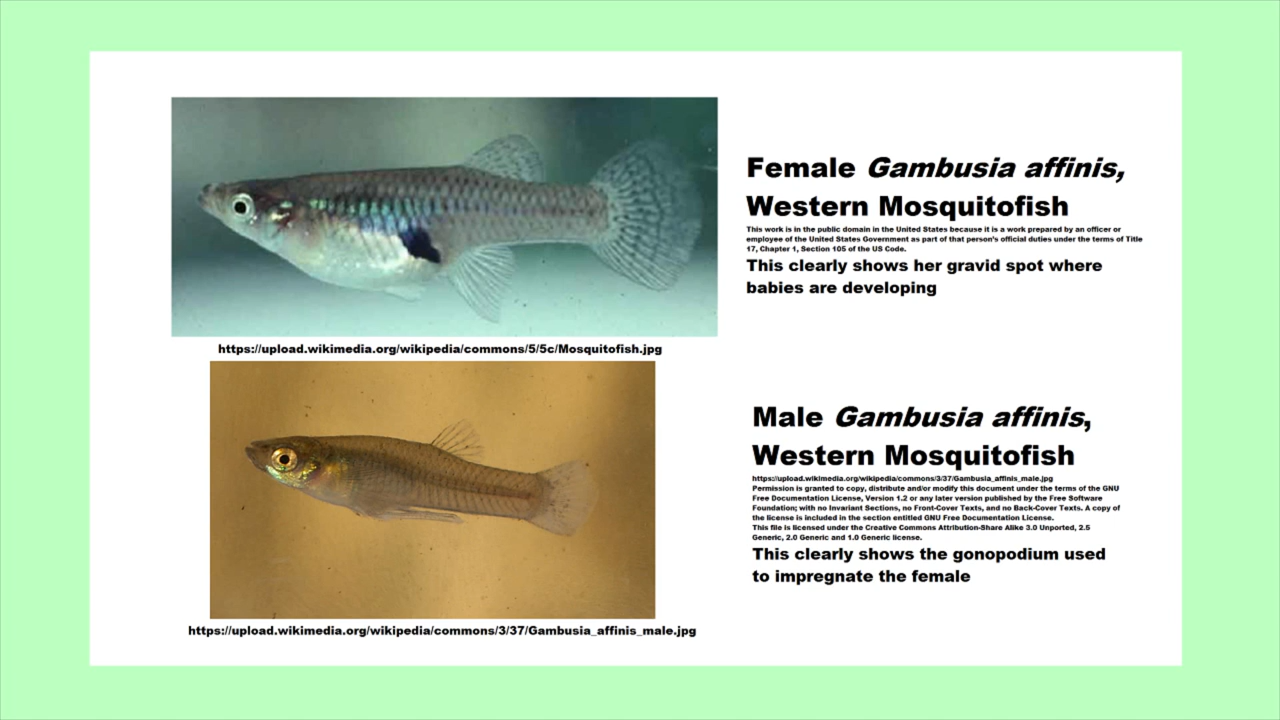 Female Gambusia affinis,
Western Mosquitofish
This work is in the public domain in the United States because it is a work prepared by an officer or
employee of the United States Government as part of that person's official duties under the terms of Title
17, Chapter 1, Section 105 of the US Code.
This clearly shows her gravid spot where
babies are developing
https://upload.wikimedia.org/wikipedia/commons/5/5c/Mosquitofish.jpg
Male Gambusia affinis,
Western Mosquitofish
https://upload.wikimedia.org/wikipedia/commons/3/37/Gambusia_affinis_male.jpg
Permission is granted to copy, distribute and/or modify this document under the terms of the GNU
Free Documentation License, Version 1.2 or any later version published by the Free Software
Foundation; with no Invariant Sections, no Front-Cover Texts, and no Back-Cover Texts. A copy of
the license is included in the section entitled GNU Free Documentation License.
This file is licensed under the Creative Commons Attribution-Share Alike 3.0 Unported, 2.5
Generic, 2.0 Generic and 1.0 Generic license.
This clearly shows the gonopodium used
to impregnate the female
https://upload.wikimedia.org/wikipedia/commons/3/37/Gambusia_affinis_male.jpg